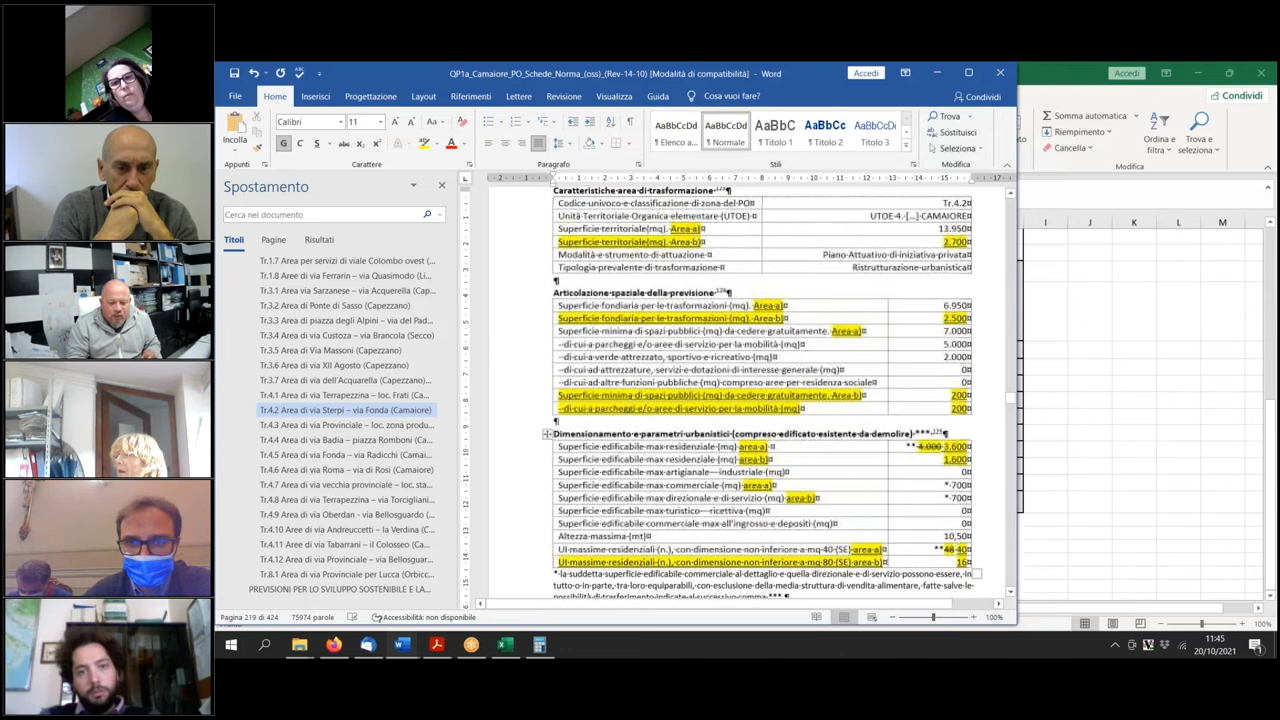 QP1a_Camaiore_PO_Schede_Norma_(oss)_(Rev-14-10) [Modalità di compatibilità] - Word
Accedi
Accedi
File Home Inserisci Progettazione Layout Riferimenti Lettere Revisione Visualizza Guida Cosa vuoi fare? Condividi
Condividi
Incolla
Calibri 11
G C S abc x₂ x²
AaBbCcDd AaBbCcDd AaBbC AaBbCc AaBbCcDc
¶ Elenco a... ¶ Normale ¶ Titolo 1 ¶ Titolo 2 ¶ Titolo 3
Trova
Sostituisci
Seleziona
Appunti Carattere Paragrafo Stili Modifica
Somma automatica
Riempimento
Cancella
Ordina e filtra
Trova e seleziona
Modifica
Spostamento
Cerca nel documento
Titoli Pagine Risultati
Tr.1.7 Area per servizi di viale Colombo ovest (...
Tr.1.8 Aree di via Ferrarin – via Quasimodo (Li...
Tr.3.1 Area Sarzanese – via Acquerella (Cap...
Tr.3.2 Area di Ponte di Sasso (Capezzano)
Tr.3.3 Area di piazza degli Alpini – via del Pad...
Tr.3.4 Area di via Custoza – via Brancola (Secco)
Tr.3.5 Area di Via Massoni (Capezzano)
Tr.3.6 Area di via XII Agosto (Capezzano)
Tr.3.7 Area di via dell'Acquarella (Capezzano)...
Tr.4.1 Area di via Terrapezzina – loc. Frati (Ca...
Tr.4.2 Area di via Sterpi – via Fonda (Camaiore)
Tr.4.3 Area di via Provinciale – loc. zona produ...
Tr.4.4 Area di via Badia – piazza Romboni (C...
Tr.4.5 Area di via Fonda – via Radicchi (Camai...
Tr.4.6 Area di via Roma – via di Rosi (Camaiore)
Tr.4.7 Area di via vecchia provinciale – loc. sta...
Tr.4.8 Area di via Terrapezzina – via Torcigliani...
Tr.4.9 Area di via Oberdan - via Bellosguardo (...
Tr.4.10 Aree di via Andreuccetti – la Verdina (C...
Tr.4.11 Aree di via Tabarrani – il Colosseo (Cam...
Tr.4.12 Area di via Provinciale – via Bellosgua...
Tr.8.1 Area di via Provinciale per Lucca (Orbicc...
PREVISIONI PER LO SVILUPPO SOSTENIBILE E LA...
Caratteristiche·area·di·trasformazione·¹²³¶
Codice·univoco·e·classificazione·di·zona·del·PO¤ Tr.4.2¤
Unità·Territoriale·Organica·elementare·(UTOE)·¤ UTOE·4·[...]·CAMAIORE¤
Superficie·territoriale(mq).·Area·a)¤ 13.950¤
Superficie·territoriale(mq).·Area·b)¤ 2.700¤
Modalità·e·strumento·di·attuazione·¤ Piano·Attuativo·di·iniziativa·privata¤
Tipologia·prevalente·di·trasformazione·¤ Ristrutturazione·urbanistica¤
¶
Articolazione·spaziale·della·previsione·¹²⁴¶
Superficie·fondiaria·per·le·trasformazioni·(mq).·Area·a)¤ 6.950¤
Superficie·fondiaria·per·le·trasformazioni·(mq).·Area·b)¤ 2.500¤
Superficie·minima·di·spazi·pubblici·(mq)·da·cedere·gratuitamente.·Area·a)¤ 7.000¤
-·di·cui·a·parcheggi·e/o·aree·di·servizio·per·la·mobilità·(mq)¤ 5.000¤
-·di·cui·a·verde·attrezzato,·sportivo·e·ricreativo·(mq)¤ 2.000¤
-·di·cui·ad·attrezzature,·servizi·e·dotazioni·di·interesse·generale·(mq)¤ 0¤
-·di·cui·ad·altre·funzioni·pubbliche·(mq)·compreso·aree·per·residenza·sociale¤ 0¤
Superficie·minima·di·spazi·pubblici·(mq)·da·cedere·gratuitamente.·Area·b)¤ 200¤
-·di·cui·a·parcheggi·e/o·aree·di·servizio·per·la·mobilità·(mq)¤ 200¤
¶
Dimensionamento·e·parametri·urbanistici·(compreso·edificato·esistente·da·demolire)·***·¹²⁵¶
Superficie·edificabile·max·residenziale·(mq)·area·a)·¤ **·4.000·3.600¤
Superficie·edificabile·max·residenziale·(mq)·area·b)¤ 1.600¤
Superficie·edificabile·max·artigianale·–·industriale·(mq)¤ 0¤
Superficie·edificabile·max·commerciale·(mq)·area·a)¤ *·700¤
Superficie·edificabile·max·direzionale·e·di·servizio·(mq)·area·b)¤ *·700¤
Superficie·edificabile·max·turistico·–·ricettiva·(mq)¤ 0¤
Superficie·edificabile·commerciale·max·all'ingrosso·e·depositi·(mq)¤ 0¤
Altezza·massima·(mt)¤ 10,50¤
UI·massime·residenziali·(n.),·con·dimensione·non·inferiore·a·mq·40·(SE)·area·a)¤ **48·40¤
UI·massime·residenziali·(n.),·con·dimensione·non·inferiore·a·mq·80·(SE)·area·b)¤ 16¤
*·la·suddetta·superficie·edificabile·commerciale·al·dettaglio·e·quella·direzionale·e·di·servizio·possono·essere,·in·
tutto·o·in·parte,·tra·loro·equiparabili,·con·esclusione·della·media·struttura·di·vendita·alimentare,·fatte·salve·le·
possibilità·di·trasferimento·indicate·al·successivo·comma·***.¶
I J K L M N
Pagina 219 di 424 75974 parole Accessibilità: non disponibile 100%
100%
11:45
20/10/2021